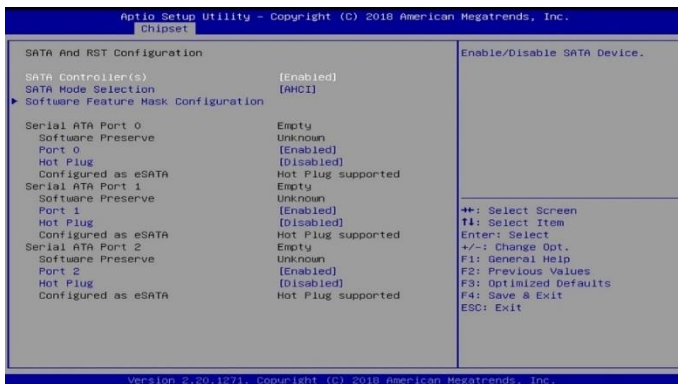 Aptio Setup Utility – Copyright (C) 2018 American Megatrends, Inc.
Chipset
SATA And RST Configuration
SATA Controller(s) [Enabled]
SATA Mode Selection [AHCI]
▶ Software Feature Mask Configuration
Serial ATA Port 0 Empty
Software Preserve Unknown
Port 0 [Enabled]
Hot Plug [Disabled]
Configured as eSATA Hot Plug supported
Serial ATA Port 1 Empty
Software Preserve Unknown
Port 1 [Enabled]
Hot Plug [Disabled]
Configured as eSATA Hot Plug supported
Serial ATA Port 2 Empty
Software Preserve Unknown
Port 2 [Enabled]
Hot Plug [Disabled]
Configured as eSATA Hot Plug supported
Enable/Disable SATA Device.
→←: Select Screen
↑↓: Select Item
Enter: Select
+/-: Change Opt.
F1: General Help
F2: Previous Values
F3: Optimized Defaults
F4: Save & Exit
ESC: Exit
Version 2.20.1271. Copyright (C) 2018 American Megatrends, Inc.